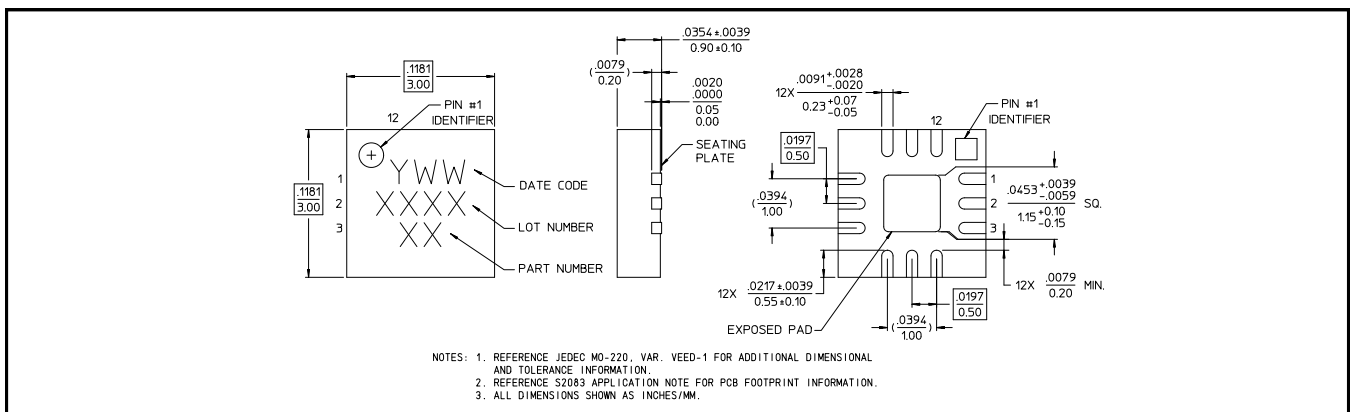 .1181
3.00
12
PIN #1
IDENTIFIER
.1181
3.00
1
2
3
YWW
XXXX
XX
DATE CODE
LOT NUMBER
PART NUMBER
.0354 ±.0039
0.90 ±0.10
(.0079
0.20)
.0020
.0000
0.05
0.00
SEATING
PLATE
12X .0091 +.0028
-.0020
0.23 +0.07
-0.05
12
PIN #1
IDENTIFIER
.0197
0.50
(.0394
1.00)
1
2
3
.0453 +.0039
-.0059 SQ.
1.15 +0.10
-0.15
12X .0217 ±.0039
0.55 ±0.10
12X .0079 MIN.
0.20
.0197
0.50
(.0394
1.00)
EXPOSED PAD
NOTES: 1. REFERENCE JEDEC MO-220, VAR. VEED-1 FOR ADDITIONAL DIMENSIONAL
AND TOLERANCE INFORMATION.
2. REFERENCE S2083 APPLICATION NOTE FOR PCB FOOTPRINT INFORMATION.
3. ALL DIMENSIONS SHOWN AS INCHES/MM.